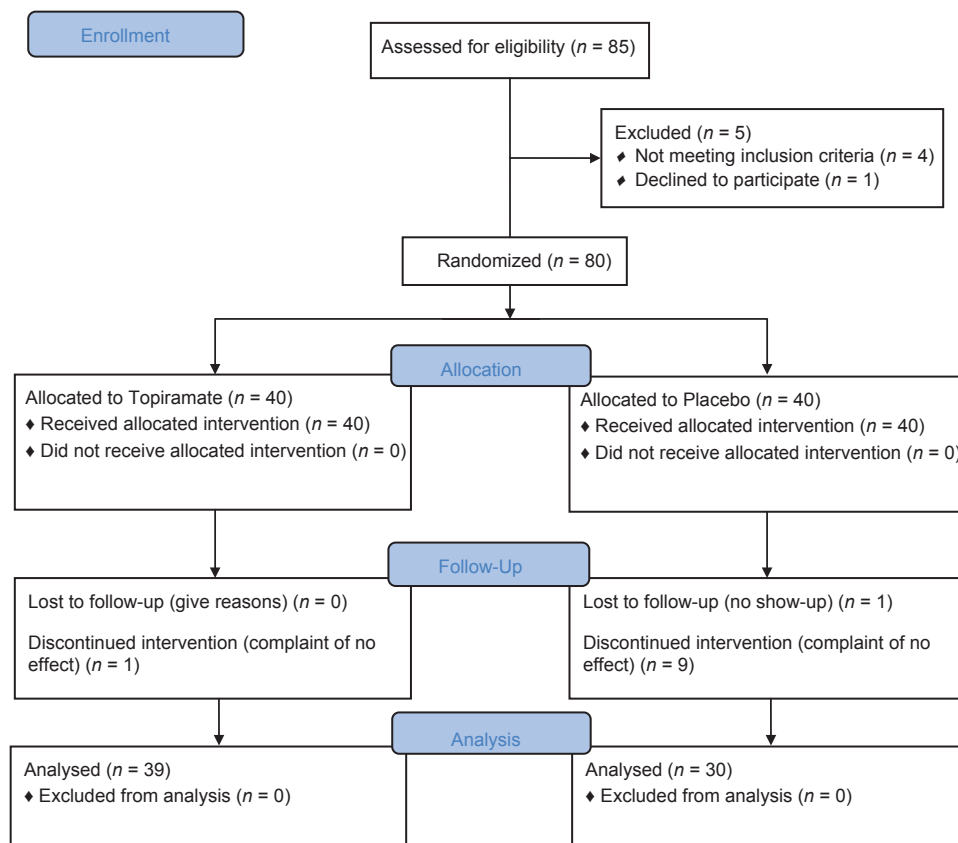 Enrollment
Assessed for eligibility (n = 85)
Excluded (n = 5)
♦ Not meeting inclusion criteria (n = 4)
♦ Declined to participate (n = 1)
Randomized (n = 80)
Allocation
Allocated to Topiramate (n = 40)
♦ Received allocated intervention (n = 40)
♦ Did not receive allocated intervention (n = 0)
Allocated to Placebo (n = 40)
♦ Received allocated intervention (n = 40)
♦ Did not receive allocated intervention (n = 0)
Follow-Up
Lost to follow-up (give reasons) (n = 0)
Discontinued intervention (complaint of no
effect) (n = 1)
Lost to follow-up (no show-up) (n = 1)
Discontinued intervention (complaint of no
effect) (n = 9)
Analysis
Analysed (n = 39)
♦ Excluded from analysis (n = 0)
Analysed (n = 30)
♦ Excluded from analysis (n = 0)